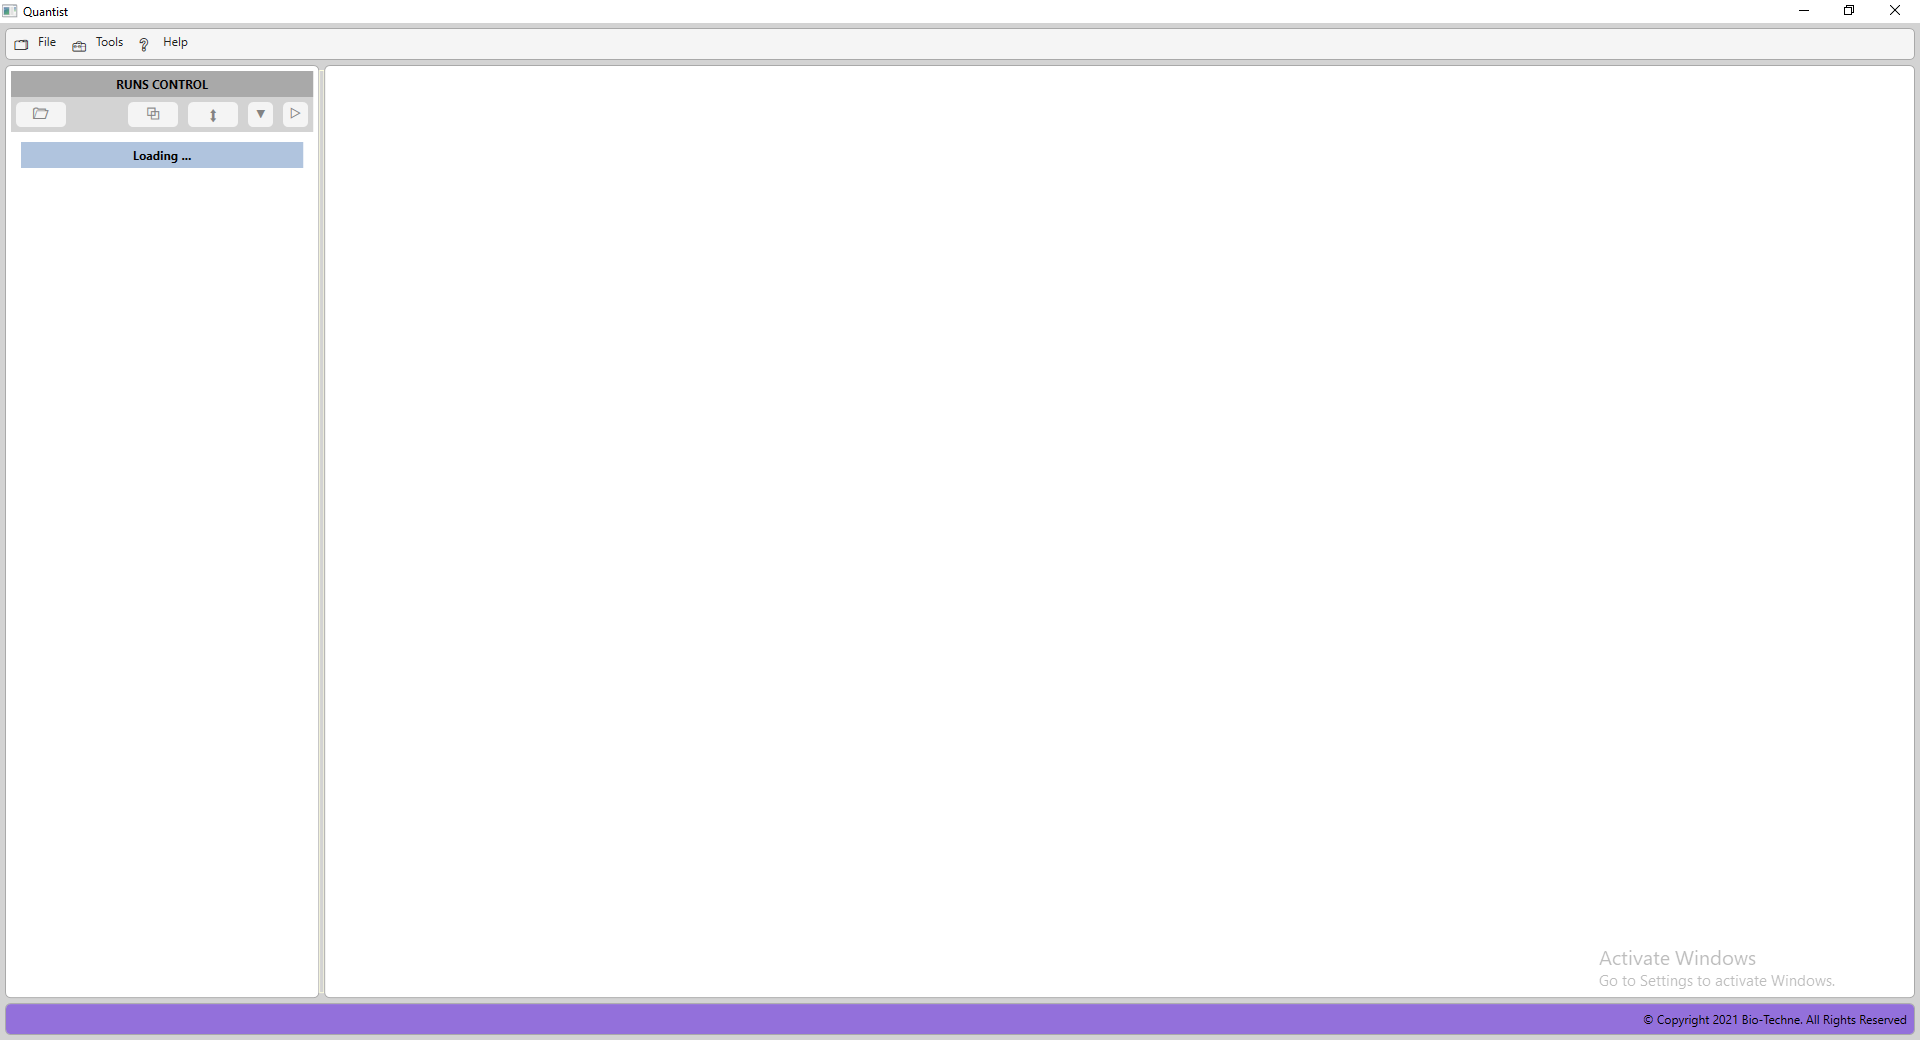 Quantist
File
Tools
Help
RUNS CONTROL
Loading ...
Activate Windows
Go to Settings to activate Windows.
© Copyright 2021 Bio-Techne. All Rights Reserved